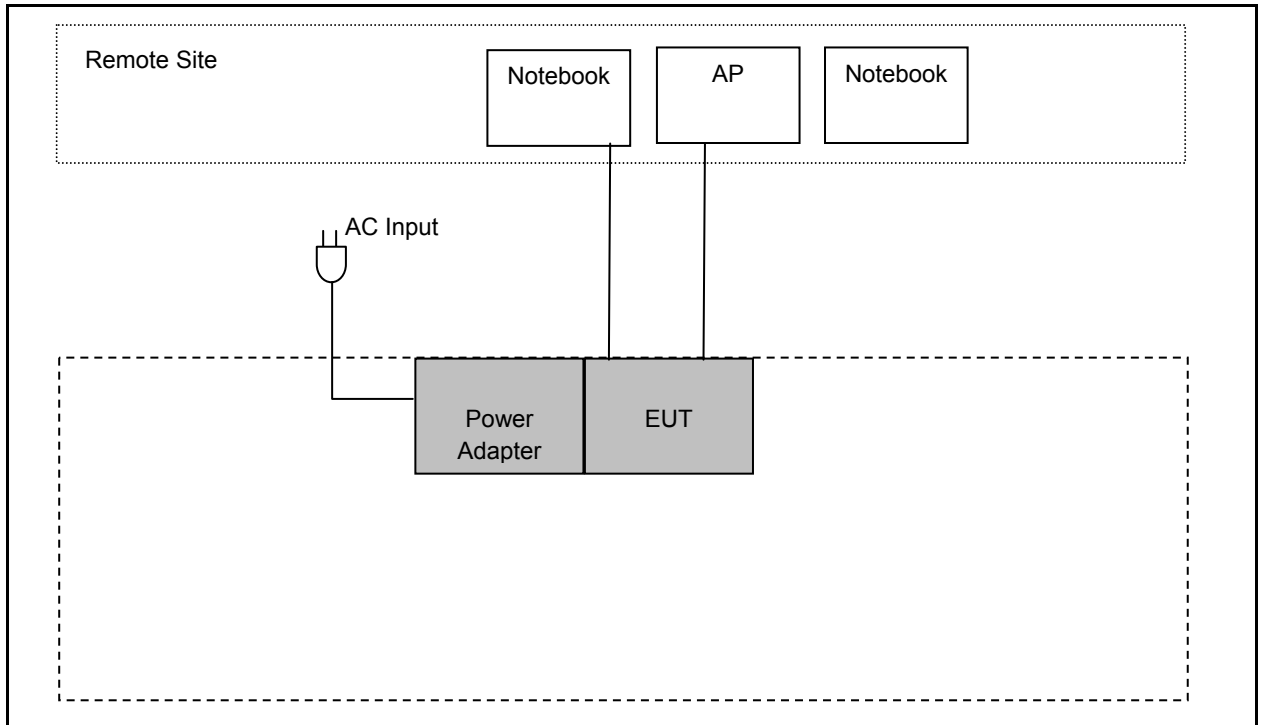 Remote Site
Notebook
AP
Notebook
AC Input
Power
Adapter
EUT